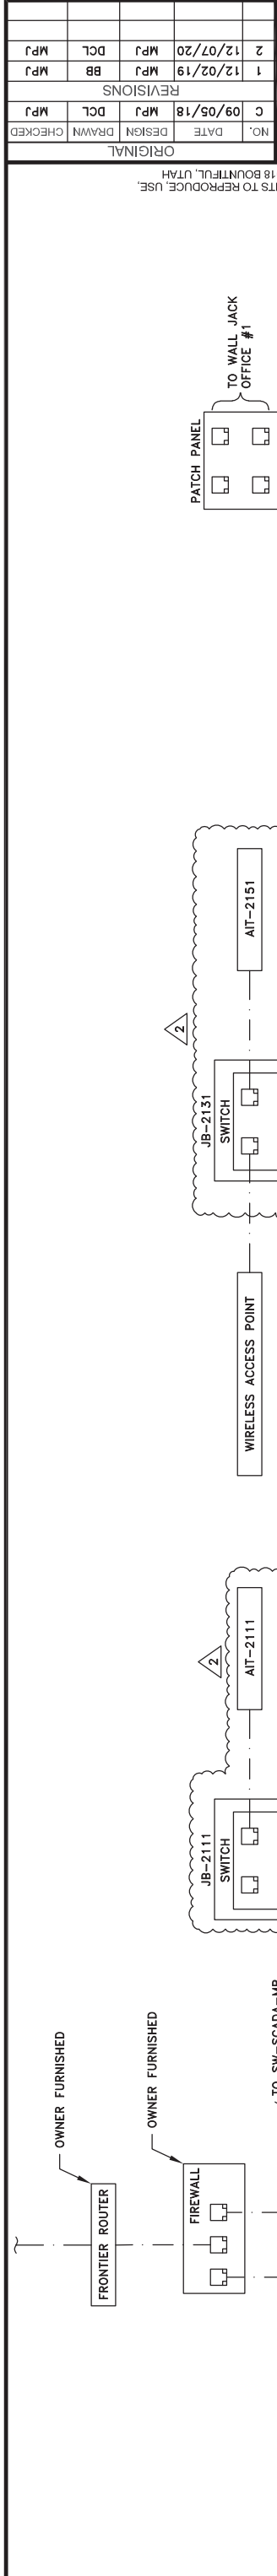 2 12/07/20 MPJ DCL MPJ
1 12/02/19 MPJ BB MPJ
REVISIONS
C 09/05/18 MPJ DCL MPJ
NO. DATE DESIGN DRAWN CHECKED
ORIGINAL
TS TO REPRODUCE, USE,
18 BOUNTIFUL, UTAH
PATCH PANEL
TO WALL JACK
OFFICE #1
2
JB-2131
SWITCH
AIT-2151
WIRELESS ACCESS POINT
2
JB-2111
SWITCH
AIT-2111
OWNER FURNISHED
FRONTIER ROUTER
OWNER FURNISHED
FIREWALL
TO SW-SCADA-MB